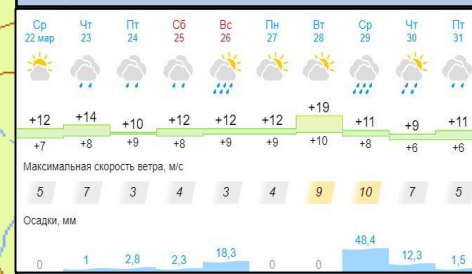 Ср Чт Пт Сб Вс Пн Вт Ср Чт Пт
22 мар 23 24 25 26 27 28 29 30 31
+12 +14 +10 +12 +12 +12 +19 +11 +9 +11
+7 +8 +9 +8 +9 +9 +10 +8 +6 +6
Максимальная скорость ветра, м/с
5 7 3 4 3 4 9 10 7 5
Осадки, мм
0 1 2,8 2,3 18,3 0 0 48,4 12,3 1,5